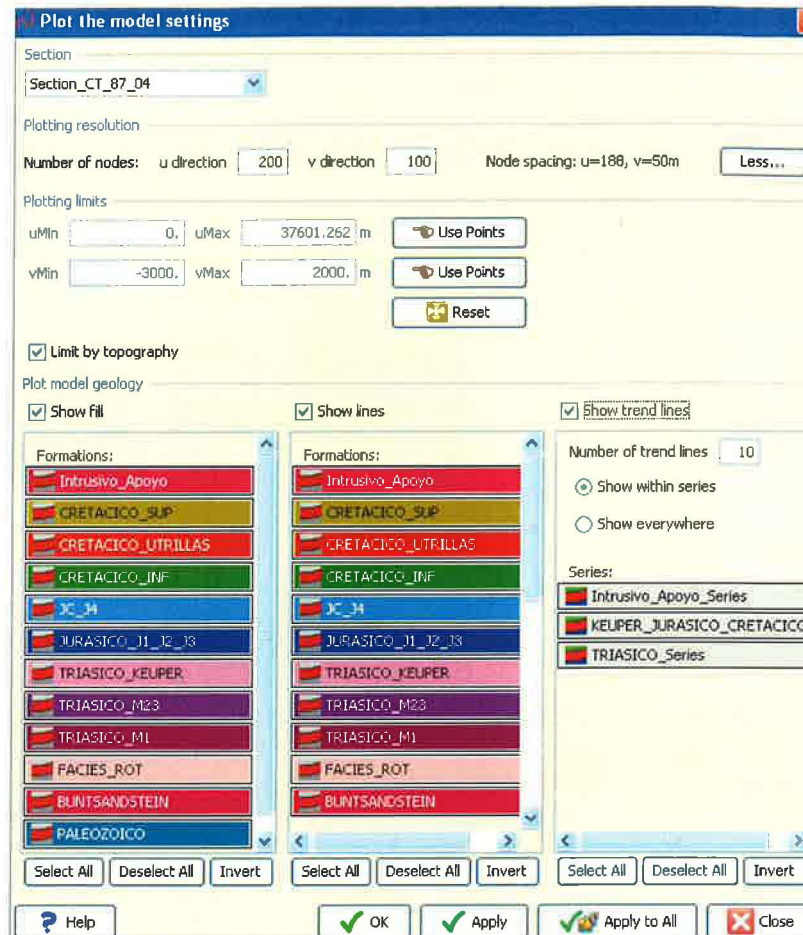 Plot the model settings
Section
Section_CT_87_04
Plotting resolution
Number of nodes: u direction 200 v direction 100 Node spacing: u=188, v=50m Less...
Plotting limits
uMin 0. uMax 37601.262 m Use Points
vMin -3000. vMax 2000. m Use Points
Reset
Limit by topography
Plot model geology
Show fill
Formations:
Intrusivo_Apoyo
CRETACICO_SUP
CRETACICO_UTRILLAS
CRETACICO_INF
JC_J4
JURASICO_J1_J2_J3
TRIASICO_KEUPER
TRIASICO_M23
TRIASICO_M1
FACIES_ROT
BUNTSANDSTEIN
PALEOZOICO
Select All Deselect All Invert
Show lines
Formations:
Intrusivo_Apoyo
CRETACICO_SUP
CRETACICO_UTRILLAS
CRETACICO_INF
JC_J4
JURASICO_J1_J2_J3
TRIASICO_KEUPER
TRIASICO_M23
TRIASICO_M1
FACIES_ROT
BUNTSANDSTEIN
Select All Deselect All Invert
Show trend lines
Number of trend lines 10
Show within series
Show everywhere
Series:
Intrusivo_Apoyo_Series
KEUPER_JURASICO_CRETACICO
TRIASICO_Series
Select All Deselect All Invert
Help OK Apply Apply to All Close